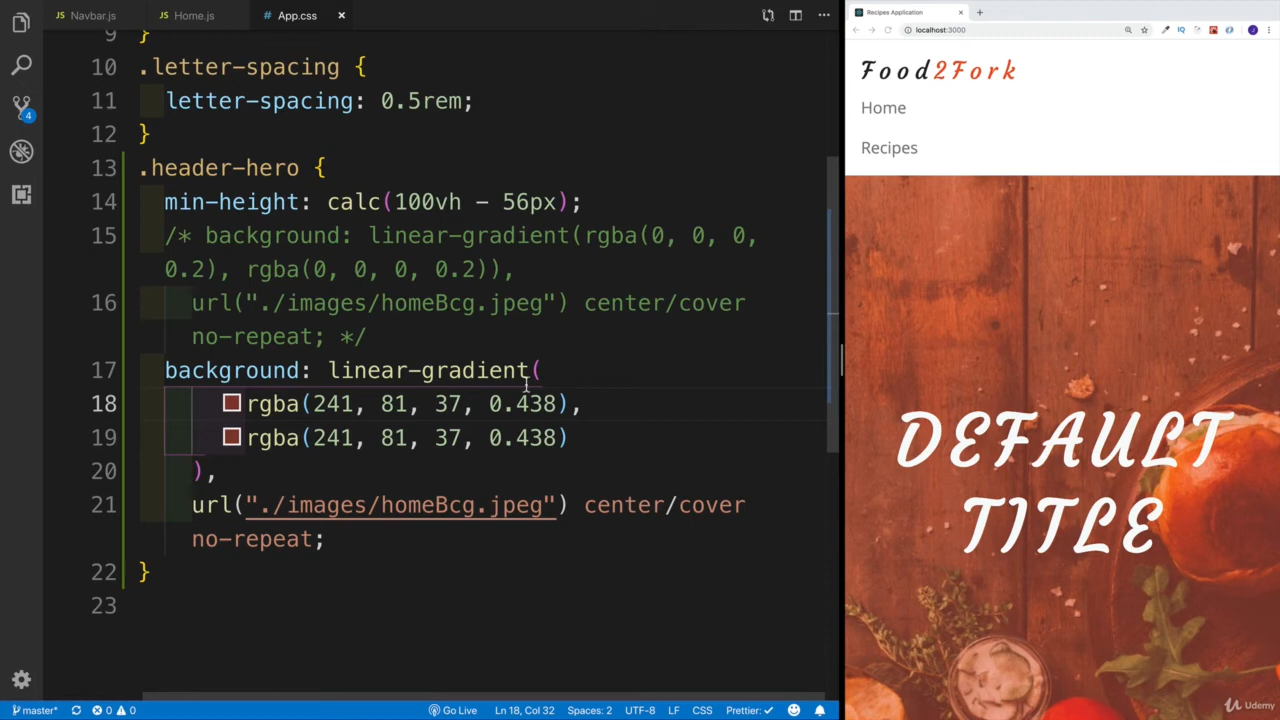 Navbar.js
Home.js
App.css
Recipes Application
localhost:3000
4
9 }
10 .letter-spacing {
11 letter-spacing: 0.5rem;
12 }
13 .header-hero {
14 min-height: calc(100vh - 56px);
15 /* background: linear-gradient(rgba(0, 0, 0,
0.2), rgba(0, 0, 0, 0.2)),
16 url("./images/homeBcg.jpeg") center/cover
no-repeat; */
17 background: linear-gradient(
18 rgba(241, 81, 37, 0.438),
19 rgba(241, 81, 37, 0.438)
20 ),
21 url("./images/homeBcg.jpeg") center/cover
no-repeat;
22 }
23
Food2Fork
Home
Recipes
DEFAULT
TITLE
master*
0 0
Go Live
Ln 18, Col 32
Spaces: 2
UTF-8
LF
CSS
Prettier: ✓
Udemy